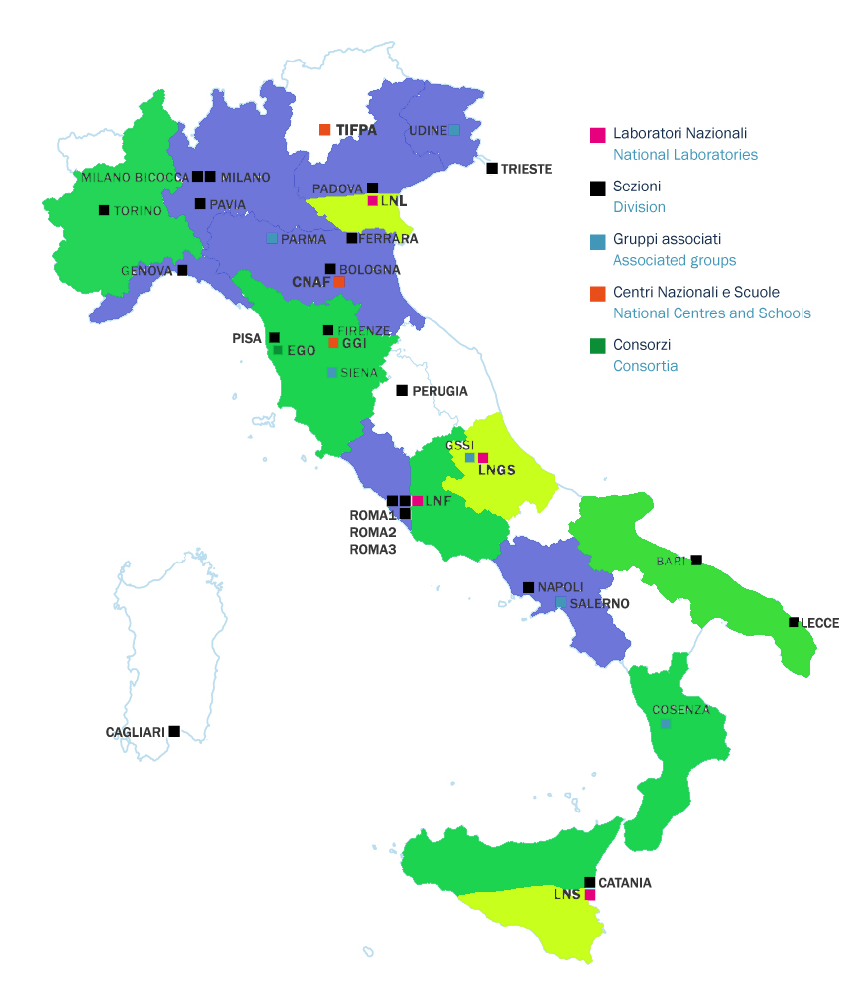 TIFPA
UDINE
Laboratori Nazionali
National Laboratories
TRIESTE
MILANO BICOCCA
MILANO
PADOVA
Sezioni
Division
LNL
PAVIA
TORINO
PARMA
FERRARA
Gruppi associati
Associated groups
GENOVA
BOLOGNA
CNAF
Centri Nazionali e Scuole
National Centres and Schools
PISA
FIRENZE
GGI
EGO
Consorzi
Consortia
SIENA
PERUGIA
GSSI
LNGS
LNF
ROMA1
ROMA2
ROMA3
BARI
NAPOLI
SALERNO
LECCE
COSENZA
CAGLIARI
CATANIA
LNS